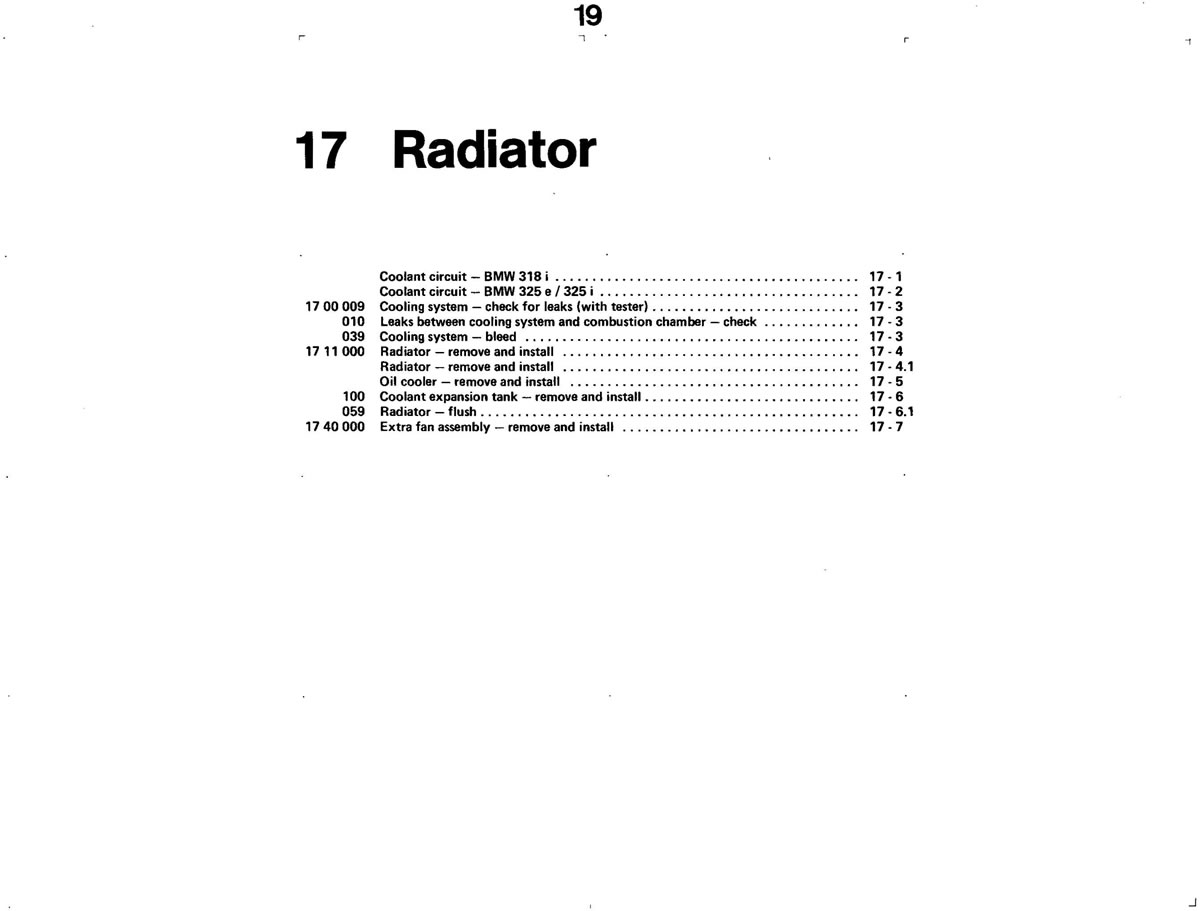 19
17 Radiator
Coolant circuit — BMW 318 i ........................................ 17 - 1
Coolant circuit — BMW 325 e / 325 i ................................... 17 - 2
17 00 009 Cooling system — check for leaks (with tester) ............................ 17 - 3
010 Leaks between cooling system and combustion chamber — check ............. 17 - 3
039 Cooling system — bleed ............................................. 17 - 3
17 11 000 Radiator — remove and install ........................................ 17 - 4
Radiator — remove and install ........................................ 17 - 4.1
Oil cooler — remove and install ....................................... 17 - 5
100 Coolant expansion tank — remove and install ............................. 17 - 6
059 Radiator — flush ................................................... 17 - 6.1
17 40 000 Extra fan assembly — remove and install ................................ 17 - 7